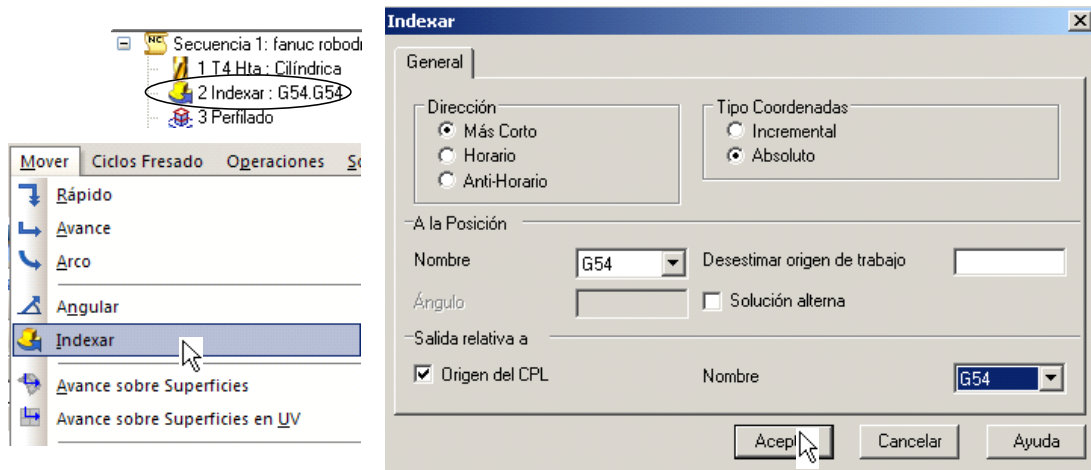 Secuencia 1: fanuc robodr
1 T4 Hta.: Cilíndrica
2 Indexar : G54.G54
3 Perfilado
Mover Ciclos Fresado Operaciones
Rápido
Avance
Arco
Angular
Indexar
Avance sobre Superficies
Avance sobre Superficies en UV
Indexar
General
Dirección
Más Corto
Horario
Anti-Horario
Tipo Coordenadas
Incremental
Absoluto
A la Posición
Nombre G54 Desestimar origen de trabajo
Ángulo Solución alterna
Salida relativa a
Origen del CPL Nombre G54
Acept Cancelar Ayuda